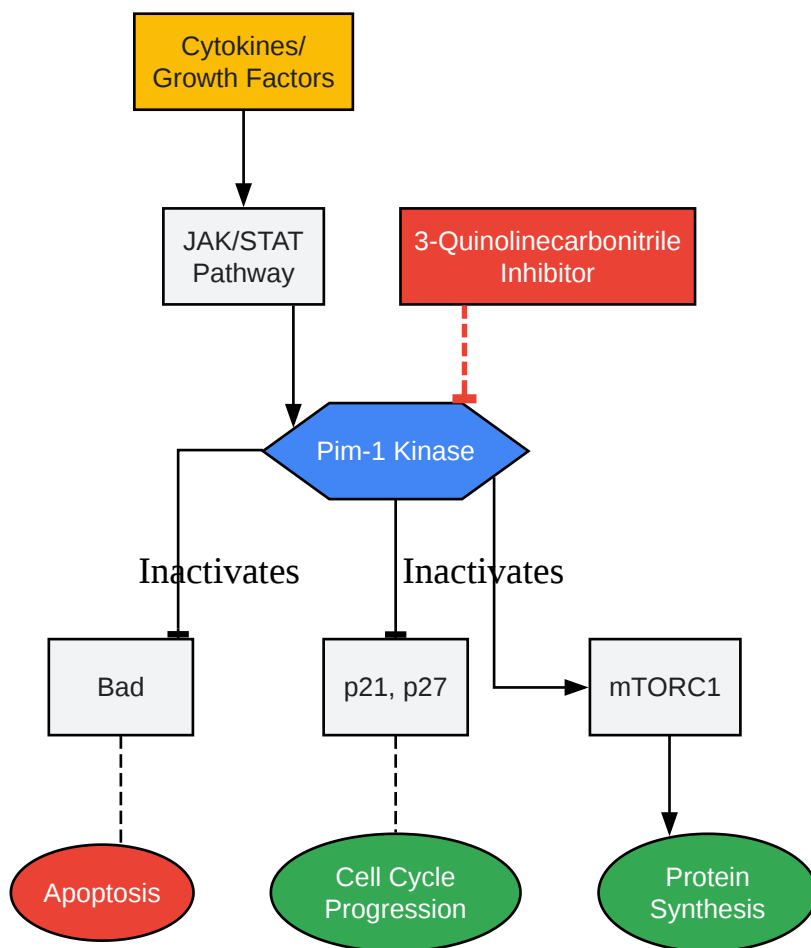 Cytokines/
Growth Factors
JAK/STAT
Pathway
3-Quinolinecarbonitrile
Inhibitor
Pim-1 Kinase
Inactivates
Inactivates
Bad
p21, p27
mTORC1
Apoptosis
Cell Cycle
Progression
Protein
Synthesis